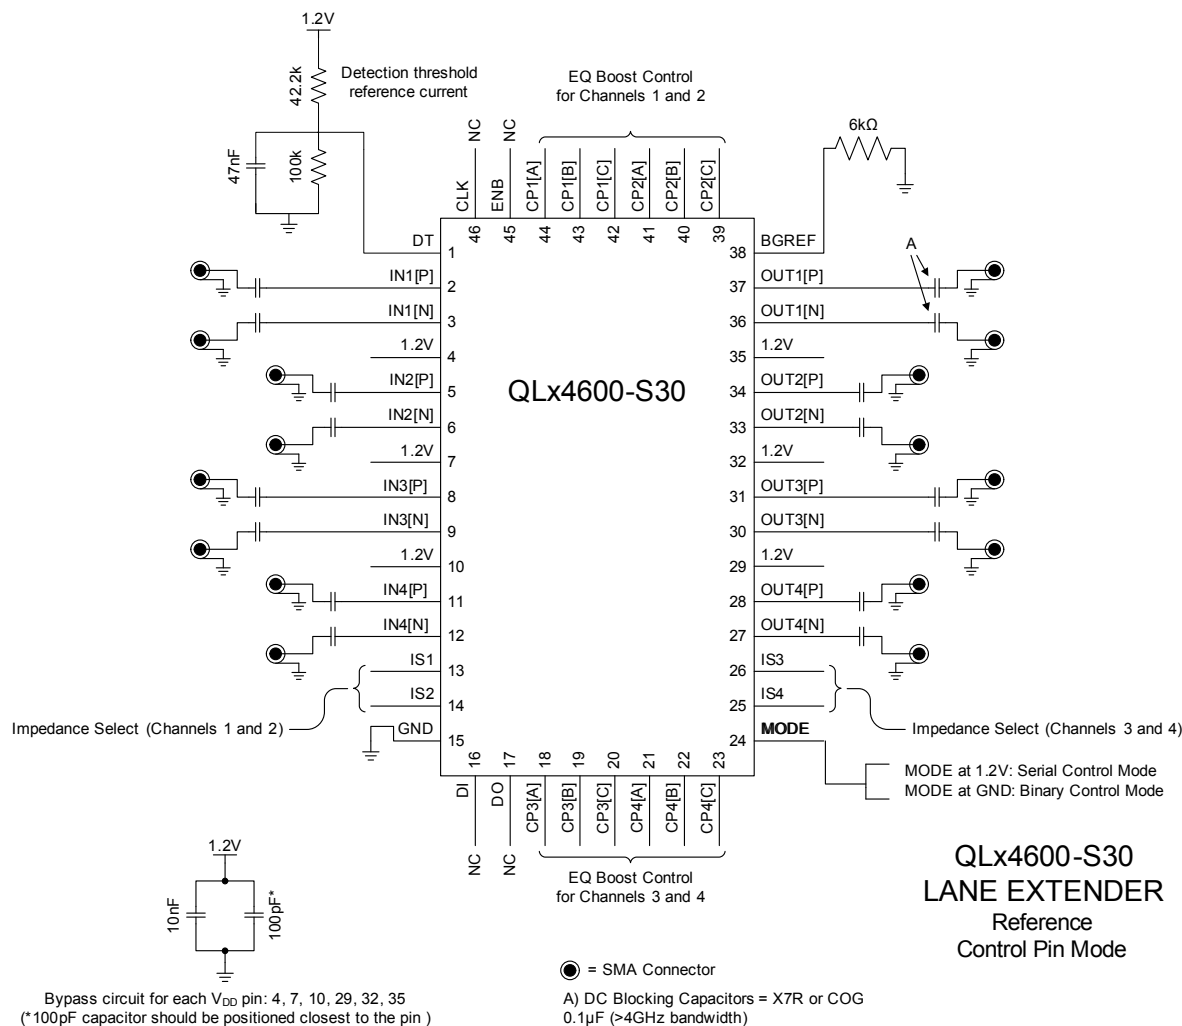 1.2V
42.2k
Detection threshold
reference current
47nF
100k
EQ Boost Control
for Channels 1 and 2
6kΩ
NC
NC
CLK
ENB
CP1[A]
CP1[B]
CP1[C]
CP2[A]
CP2[B]
CP2[C]
46
45
44
43
42
41
40
39
DT
1
BGREF
38
A
IN1[P]
2
OUT1[P]
37
IN1[N]
3
OUT1[N]
36
1.2V
4
1.2V
35
IN2[P]
5
OUT2[P]
34
QLx4600-S30
IN2[N]
6
OUT2[N]
33
1.2V
7
1.2V
32
IN3[P]
8
OUT3[P]
31
IN3[N]
9
OUT3[N]
30
1.2V
10
1.2V
29
IN4[P]
11
OUT4[P]
28
IN4[N]
12
OUT4[N]
27
IS1
13
IS3
26
IS2
14
IS4
25
Impedance Select (Channels 1 and 2)
Impedance Select (Channels 3 and 4)
GND
15
MODE
24
16
17
18
19
20
21
22
23
DI
DO
CP3[A]
CP3[B]
CP3[C]
CP4[A]
CP4[B]
CP4[C]
NC
NC
MODE at 1.2V: Serial Control Mode
MODE at GND: Binary Control Mode
EQ Boost Control
for Channels 3 and 4
1.2V
10nF
100pF*
QLx4600-S30
LANE EXTENDER
Reference
Control Pin Mode
= SMA Connector
Bypass circuit for each VDD pin: 4, 7, 10, 29, 32, 35
(*100pF capacitor should be positioned closest to the pin )
A) DC Blocking Capacitors = X7R or COG
0.1µF (>4GHz bandwidth)